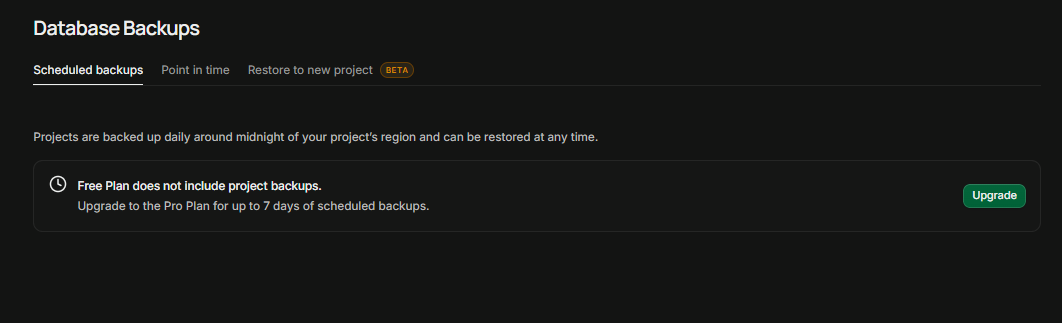 Database Backups
Scheduled backups
Point in time
Restore to new project
BETA
Projects are backed up daily around midnight of your project's region and can be restored at any time.
Free Plan does not include project backups.
Upgrade to the Pro Plan for up to 7 days of scheduled backups.
Upgrade